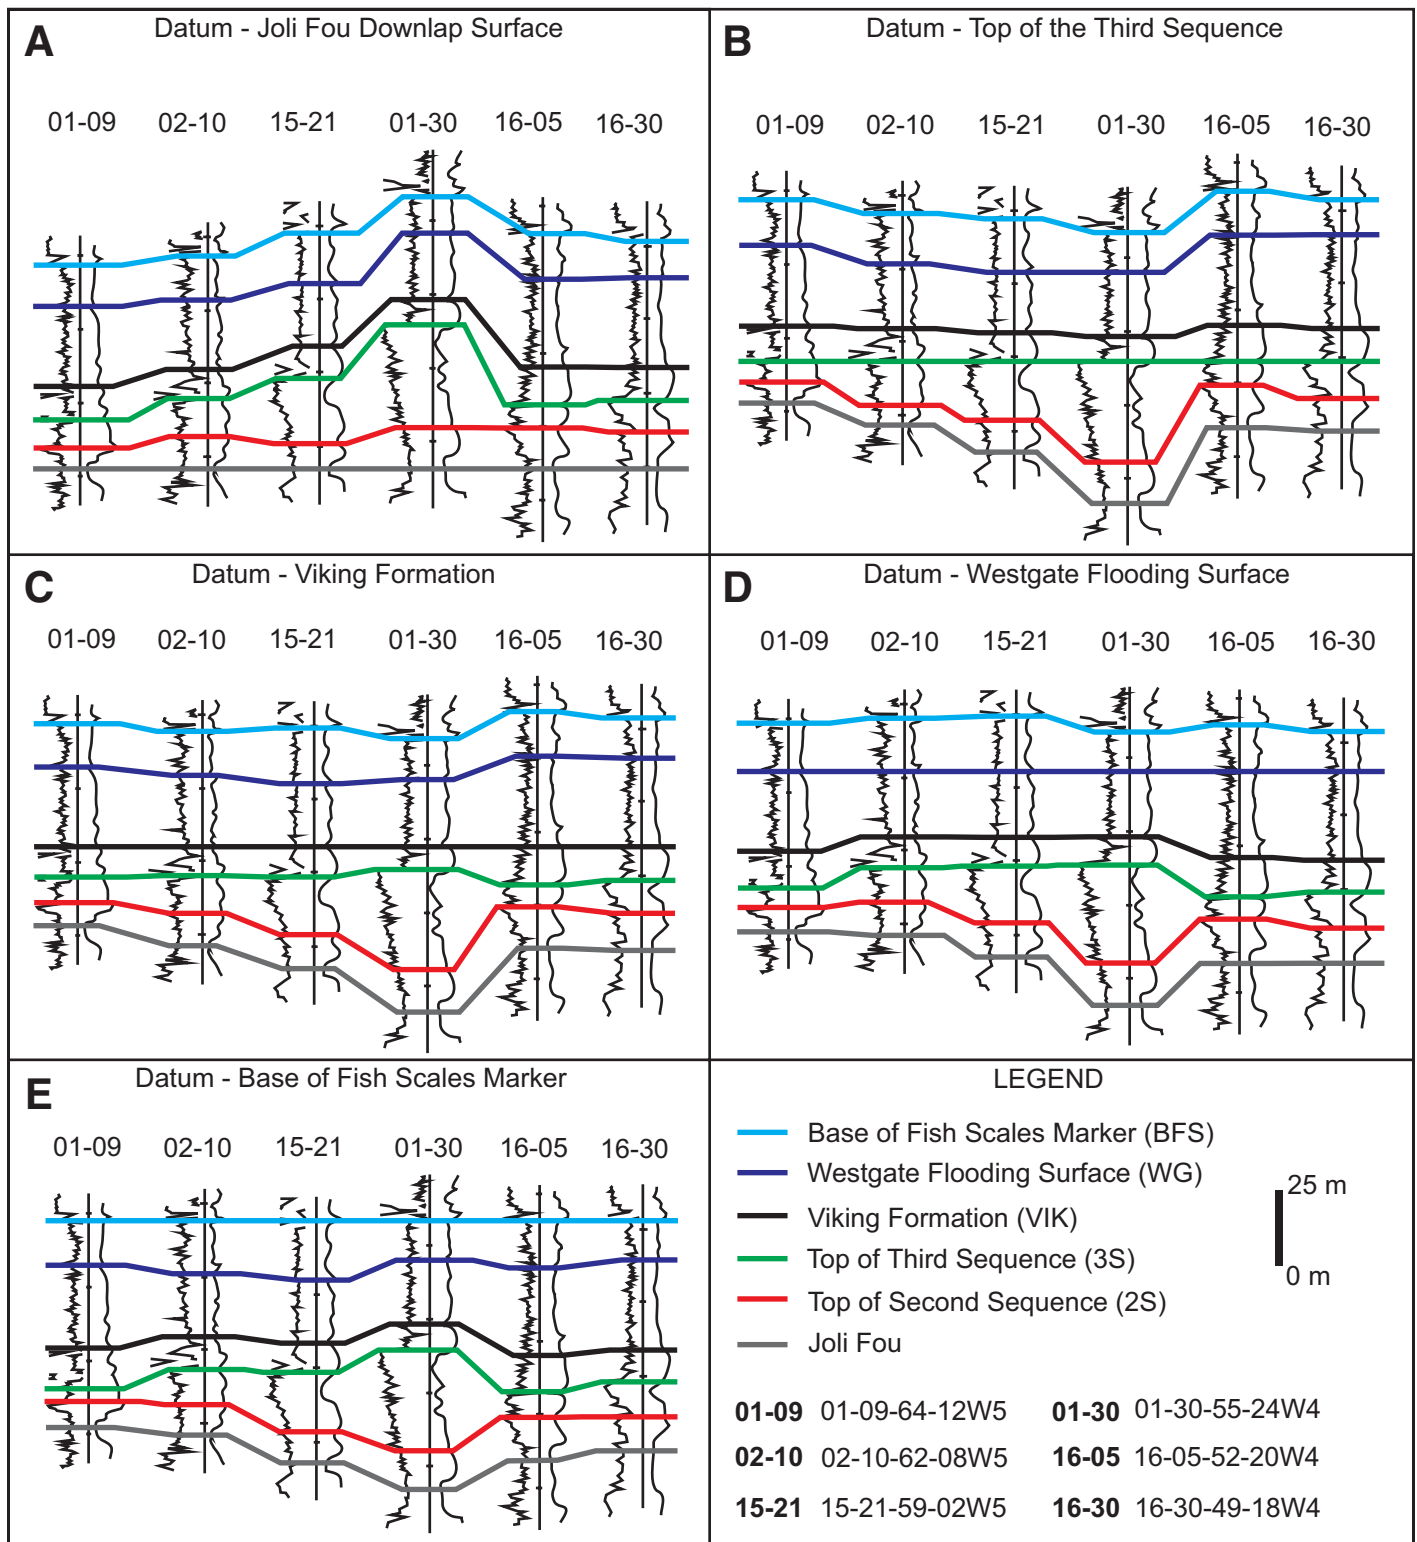 A
Datum - Joli Fou Downlap Surface
01-09 02-10 15-21 01-30 16-05 16-30
B
Datum - Top of the Third Sequence
01-09 02-10 15-21 01-30 16-05 16-30
C
Datum - Viking Formation
01-09 02-10 15-21 01-30 16-05 16-30
D
Datum - Westgate Flooding Surface
01-09 02-10 15-21 01-30 16-05 16-30
E
Datum - Base of Fish Scales Marker
01-09 02-10 15-21 01-30 16-05 16-30
LEGEND
Base of Fish Scales Marker (BFS)
Westgate Flooding Surface (WG)
Viking Formation (VIK)
Top of Third Sequence (3S)
Top of Second Sequence (2S)
Joli Fou
25 m
0 m
01-09 01-09-64-12W5 01-30 01-30-55-24W4
02-10 02-10-62-08W5 16-05 16-05-52-20W4
15-21 15-21-59-02W5 16-30 16-30-49-18W4